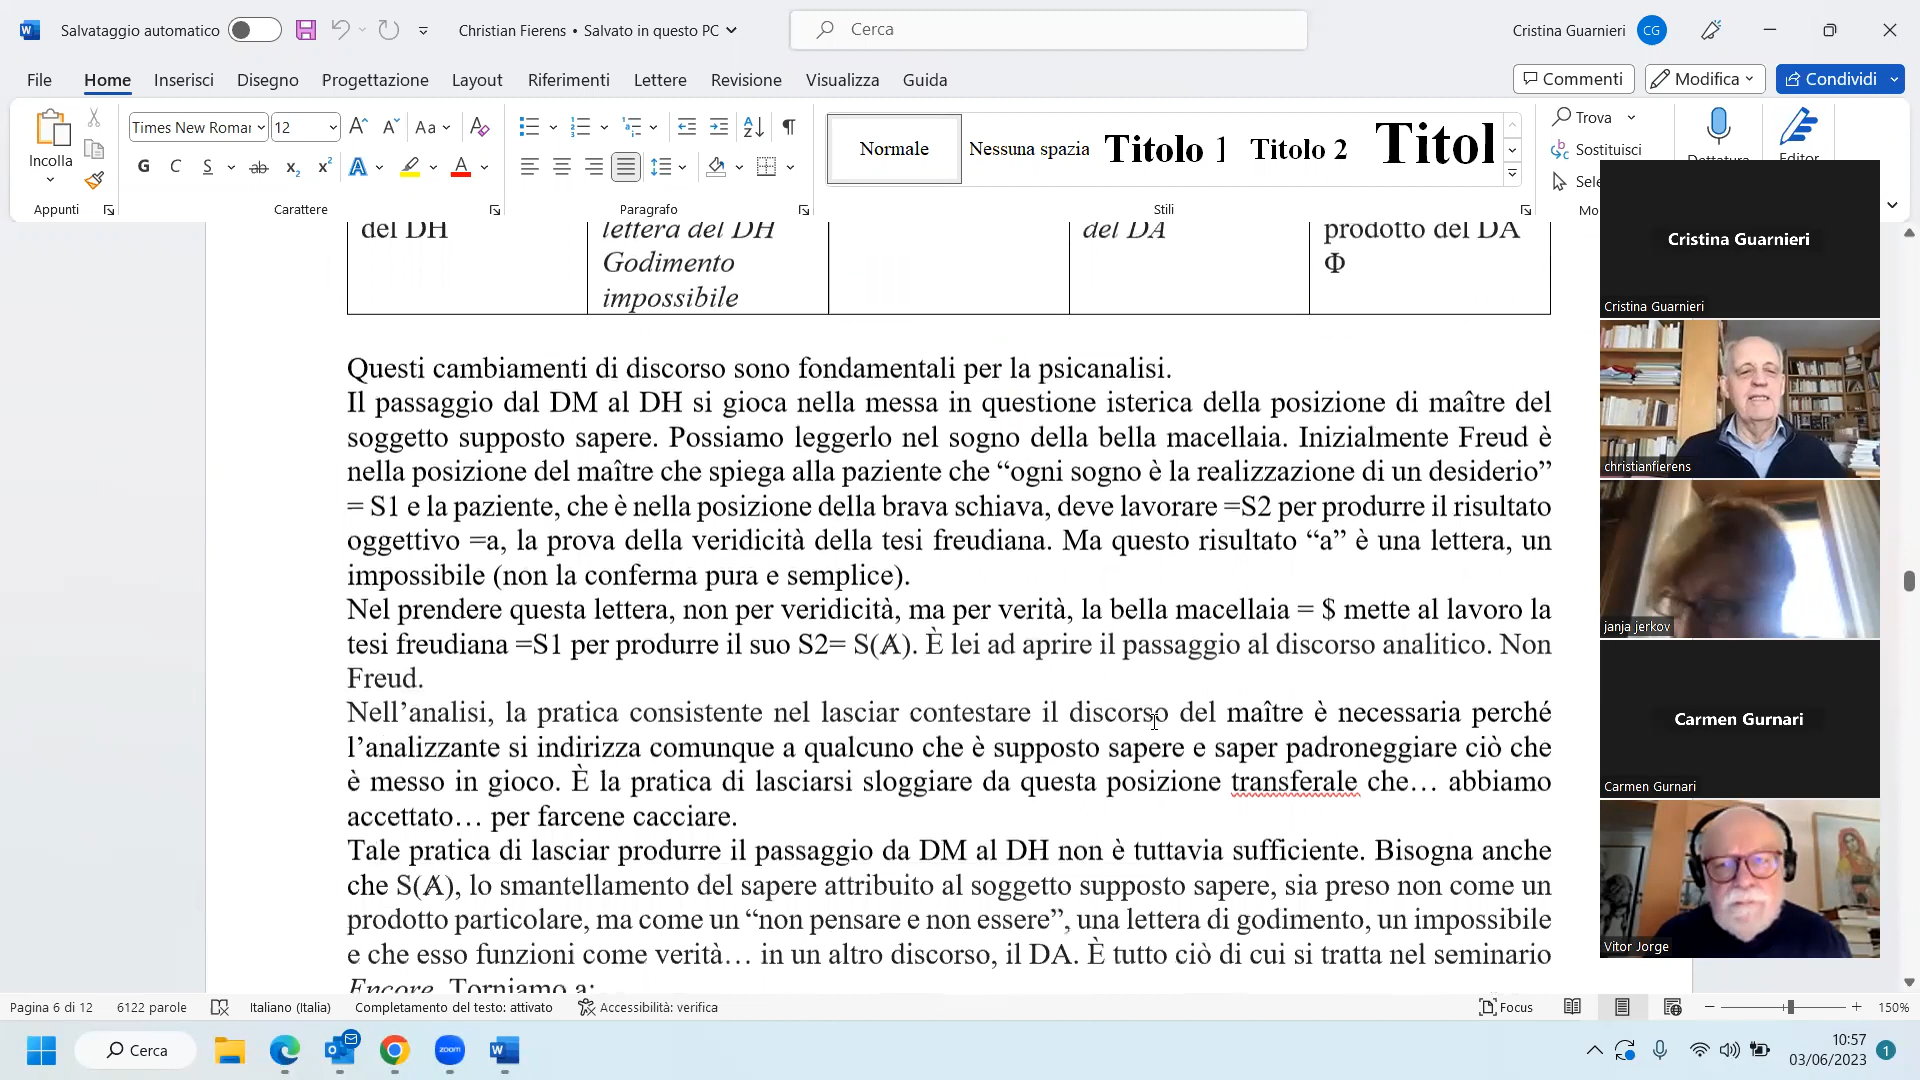 Salvataggio automatico
Christian Fierens • Salvato in questo PC
Cerca
Cristina Guarnieri
CG
File
Home
Inserisci
Disegno
Progettazione
Layout
Riferimenti
Lettere
Revisione
Visualizza
Guida
Commenti
Modifica
Condividi
Incolla
Times New Romar
12
Aa
G C S ab
Normale
Nessuna spazia
Titolo 1
Titolo 2
Titol
Trova
Sostituisci
Appunti
Carattere
Paragrafo
Stili
del DH
lettera del DH
Godimento
impossibile
del DA
prodotto del DA
Φ
Questi cambiamenti di discorso sono fondamentali per la psicanalisi.
Il passaggio dal DM al DH si gioca nella messa in questione isterica della posizione di maître del
soggetto supposto sapere. Possiamo leggerlo nel sogno della bella macellaia. Inizialmente Freud è
nella posizione del maître che spiega alla paziente che “ogni sogno è la realizzazione di un desiderio”
= S1 e la paziente, che è nella posizione della brava schiava, deve lavorare =S2 per produrre il risultato
oggettivo =a, la prova della veridicità della tesi freudiana. Ma questo risultato “a” è una lettera, un
impossibile (non la conferma pura e semplice).
Nel prendere questa lettera, non per veridicità, ma per verità, la bella macellaia = $ mette al lavoro la
tesi freudiana =S1 per produrre il suo S2= S(Ⱥ). È lei ad aprire il passaggio al discorso analitico. Non
Freud.
Nell’analisi, la pratica consistente nel lasciar contestare il discorso del maître è necessaria perché
l’analizzante si indirizza comunque a qualcuno che è supposto sapere e saper padroneggiare ciò che
è messo in gioco. È la pratica di lasciarsi sloggiare da questa posizione transferale che… abbiamo
accettato… per farcene cacciare.
Tale pratica di lasciar produrre il passaggio da DM al DH non è tuttavia sufficiente. Bisogna anche
che S(Ⱥ), lo smantellamento del sapere attribuito al soggetto supposto sapere, sia preso non come un
prodotto particolare, ma come un “non pensare e non essere”, una lettera di godimento, un impossibile
e che esso funzioni come verità… in un altro discorso, il DA. È tutto ciò di cui si tratta nel seminario
Encore. Torniamo a:
Cristina Guarnieri
Cristina Guarnieri
christianfierens
janja jerkov
Carmen Gurnari
Carmen Gurnari
Vitor Jorge
Pagina 6 di 12
6122 parole
Italiano (Italia)
Completamento del testo: attivato
Accessibilità: verifica
Focus
150%
Cerca
zoom
10:57
03/06/2023
1